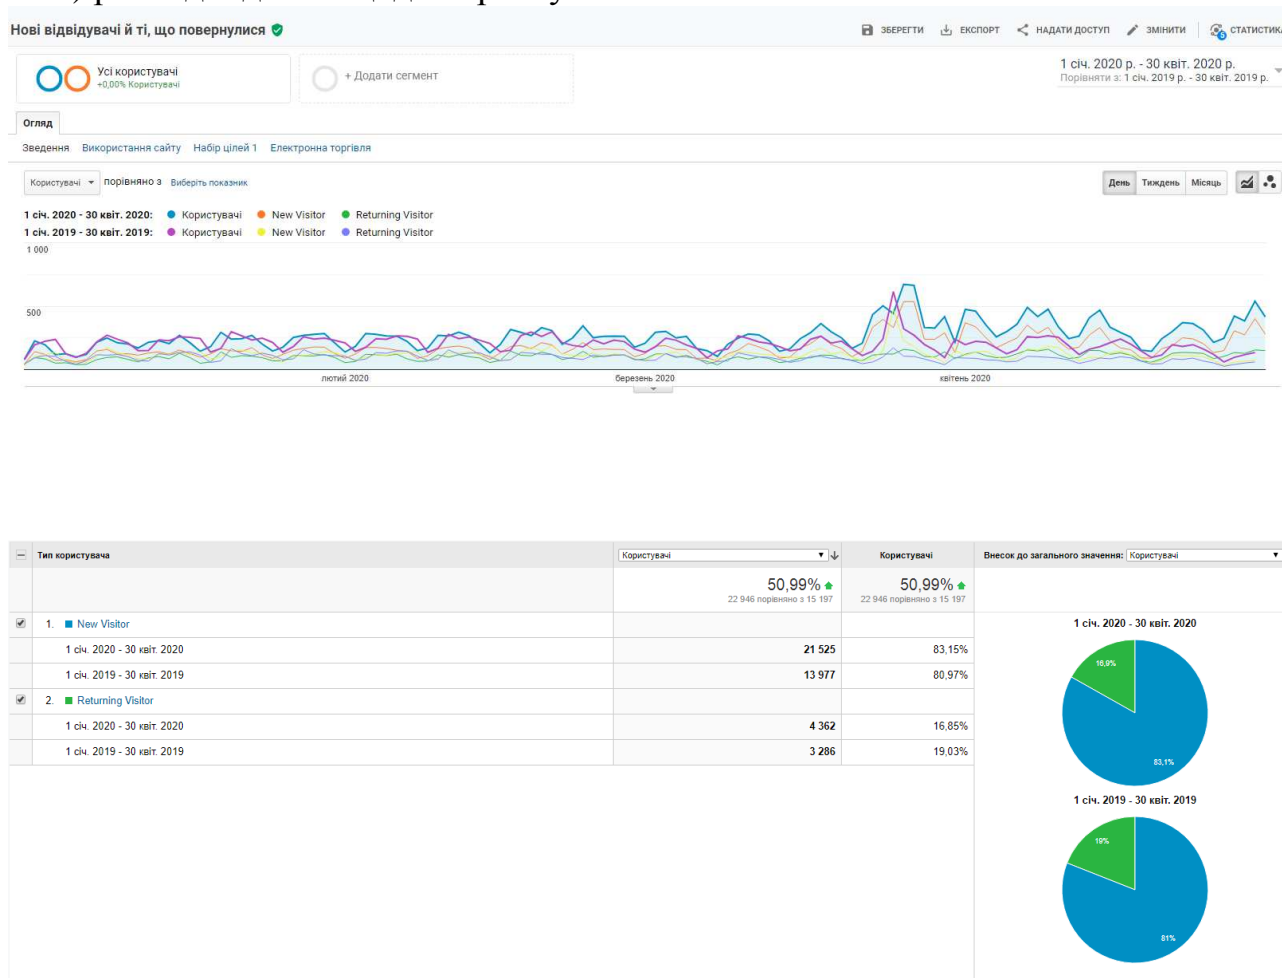 Нові відвідувачі й ті, що повернулися
ЗБЕРЕГТИ ЕКСПОРТ НАДАТИ ДОСТУП ЗМІНИТИ 5 СТАТИСТИКА
Усі користувачі
+0,00% Користувачі
+ Додати сегмент
1 січ. 2020 р. - 30 квіт. 2020 р.
Порівняти з: 1 січ. 2019 р. - 30 квіт. 2019 р.
Огляд
Зведення Використання сайту Набір цілей 1 Електронна торгівля
Користувачі порівняно з Виберіть показник
День Тиждень Місяць
1 січ. 2020 - 30 квіт. 2020: Користувачі New Visitor Returning Visitor
1 січ. 2019 - 30 квіт. 2019: Користувачі New Visitor Returning Visitor
1 000
500
лютий 2020 березень 2020 квітень 2020
Тип користувача Користувачі Користувачі Внесок до загального значення: Користувачі
50,99% 50,99%
22 946 порівняно з 15 197 22 946 порівняно з 15 197
1. New Visitor
1 січ. 2020 - 30 квіт. 2020 21 525 83,15%
1 січ. 2019 - 30 квіт. 2019 13 977 80,97%
2. Returning Visitor
1 січ. 2020 - 30 квіт. 2020 4 362 16,85%
1 січ. 2019 - 30 квіт. 2019 3 286 19,03%
1 січ. 2020 - 30 квіт. 2020
16,9%
83,1%
1 січ. 2019 - 30 квіт. 2019
19%
81%